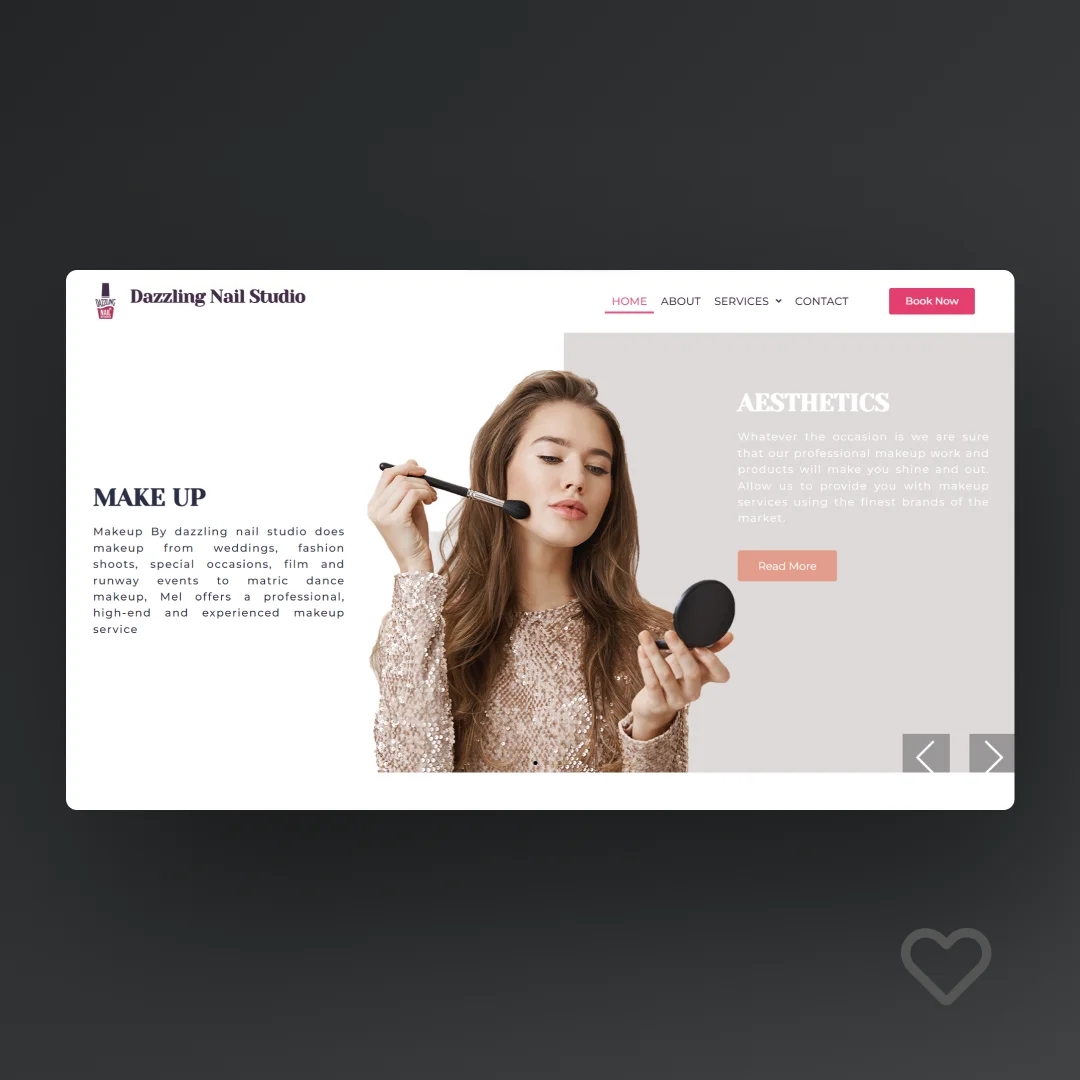 DAZZLING
NAIL
Dazzling Nail Studio
HOME
ABOUT
SERVICES
CONTACT
Book Now
MAKE UP
Makeup By dazzling nail studio does
makeup from weddings, fashion
shoots, special occasions, film and
runway events to matric dance
makeup, Mel offers a professional,
high-end and experienced makeup
service
AESTHETICS
Whatever the occasion is we are sure
that our professional makeup work and
products will make you shine and out.
Allow us to provide you with makeup
services using the finest brands of the
market.
Read More